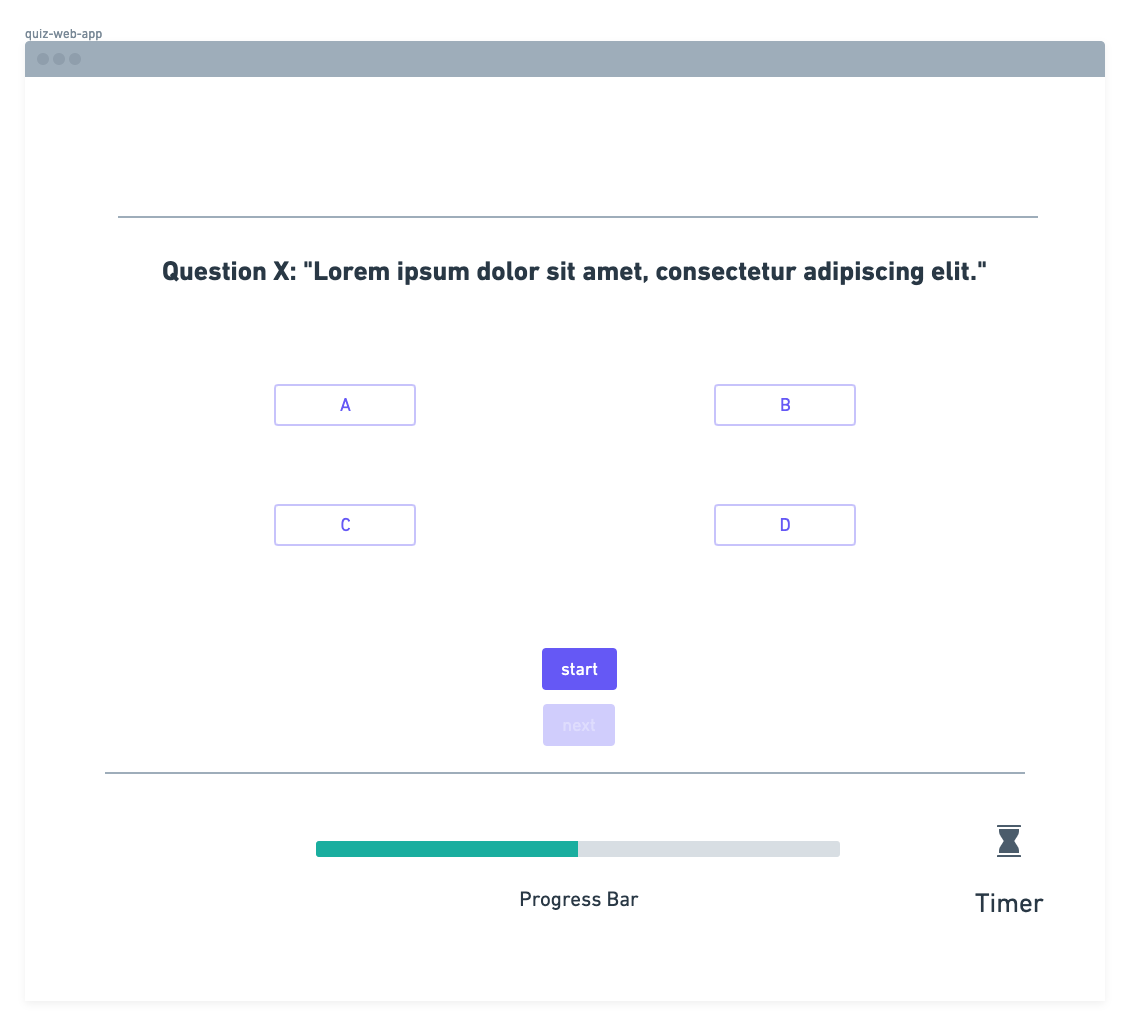 quiz-web-app
Question X: "Lorem ipsum dolor sit amet, consectetur adipiscing elit."
A
B
C
D
start
next
Progress Bar
Timer